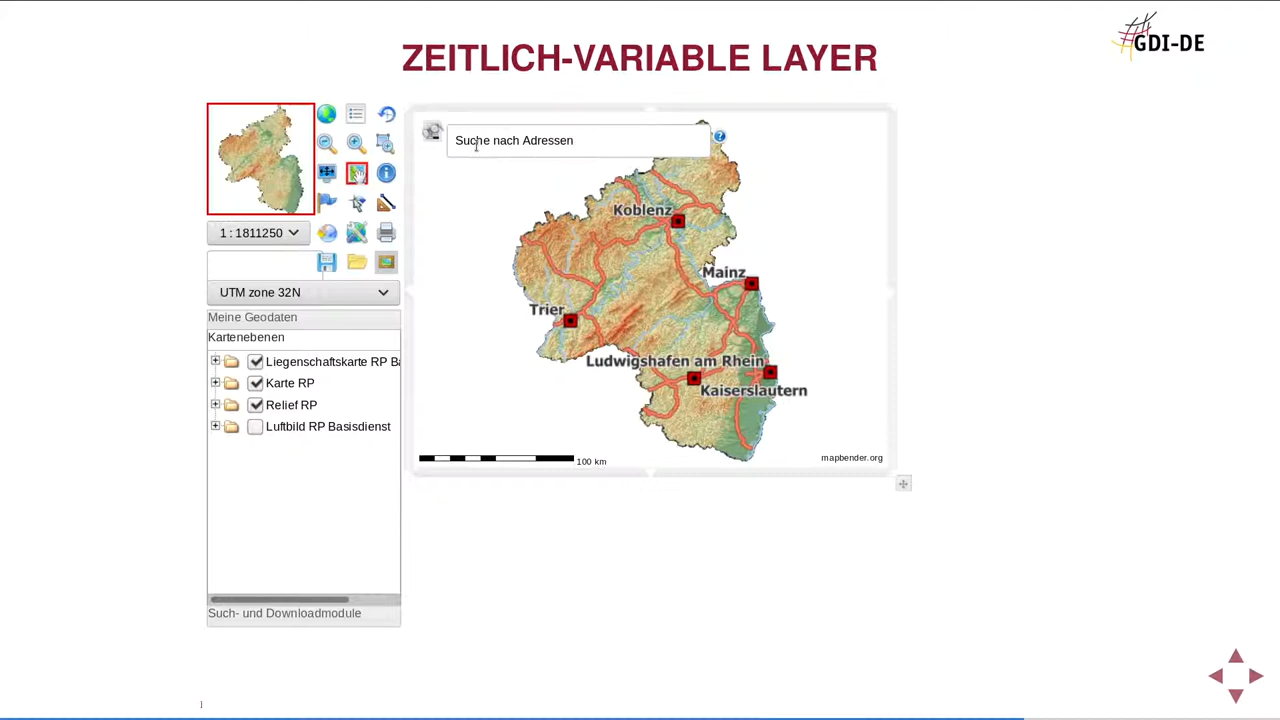 ZEITLICH-VARIABLE LAYER
GDI-DE
Suche nach Adressen
1 : 1811250
UTM zone 32N
Meine Geodaten
Kartenebenen
Liegenschaftskarte RP Ba
Karte RP
Relief RP
Luftbild RP Basisdienst
Such- und Downloadmodule
Koblenz
Mainz
Trier
Ludwigshafen am Rhein
Kaiserslautern
100 km
mapbender.org
]